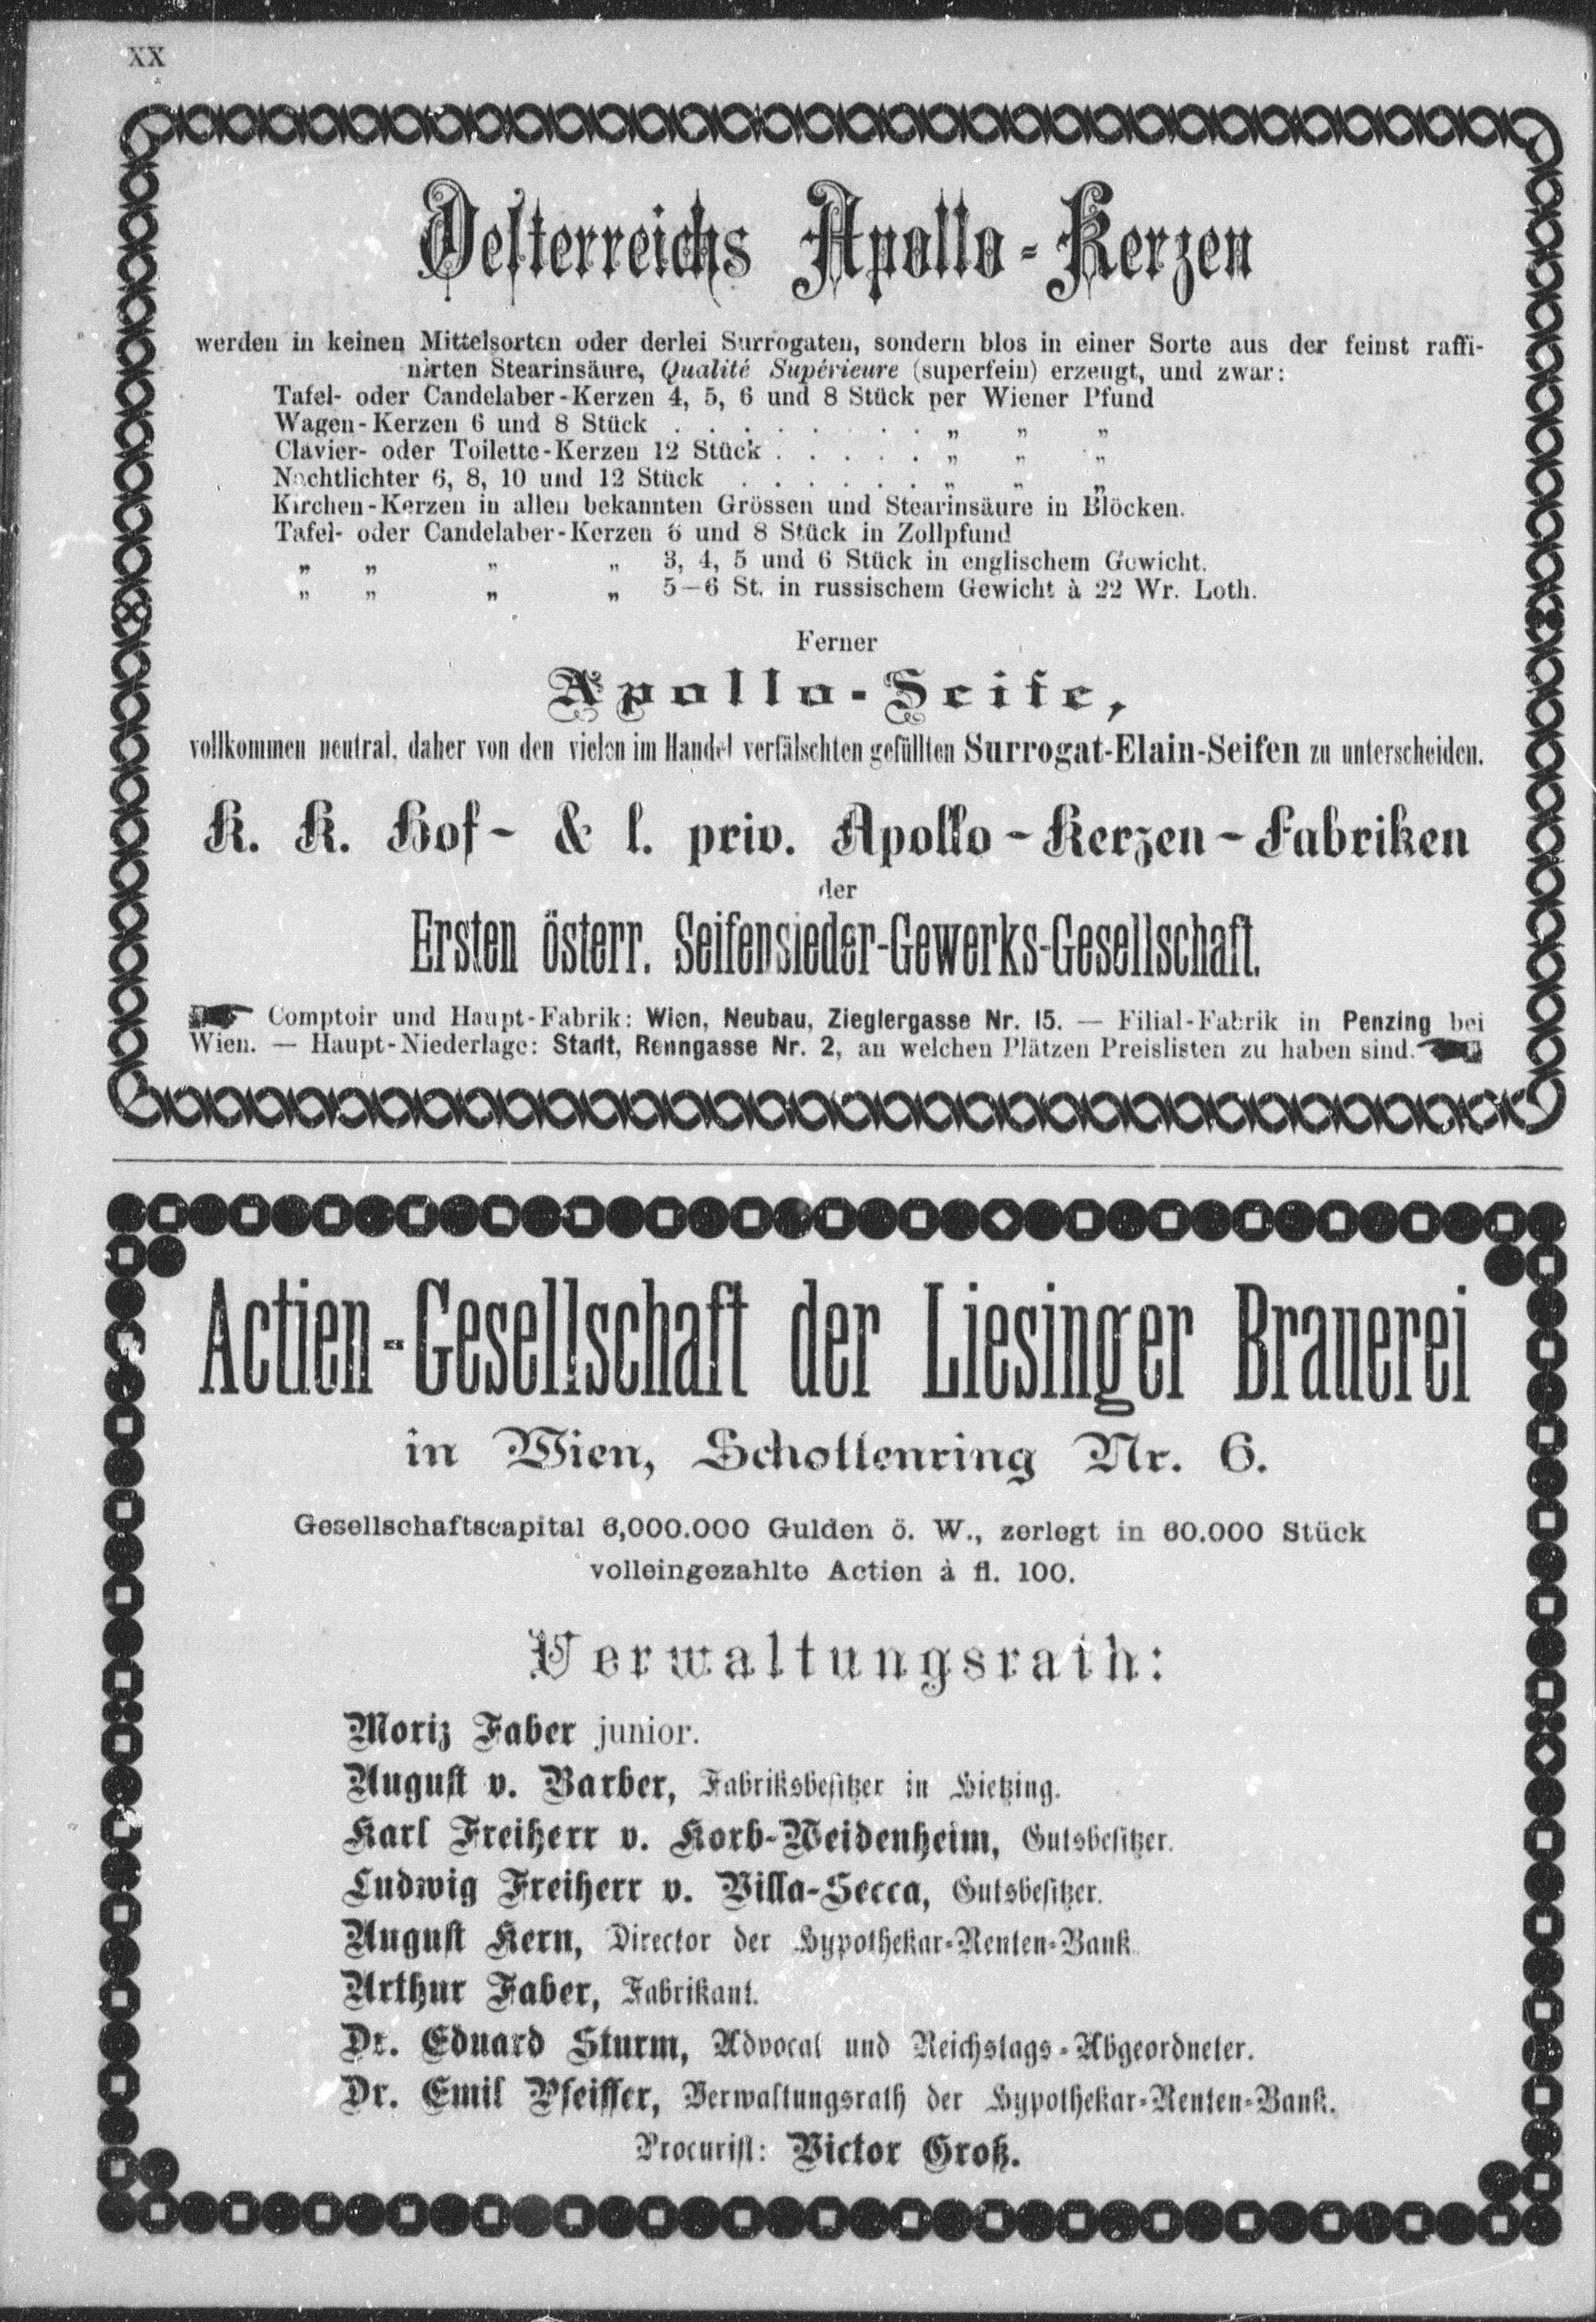 XX
Oesterreichs Apollo-Kerzen
werden in keinen Mittelsorten oder derlei Surrogaten, sondern blos in einer Sorte aus der feinst raffi-
nirten Stearinsäure, Qualité Supérieure (superfein) erzeugt, und zwar:
Tafel- oder Candelaber-Kerzen 4, 5, 6 und 8 Stück per Wiener Pfund
Wagen-Kerzen 6 und 8 Stück . . . . . . . . „ „ „
Clavier- oder Toilette-Kerzen 12 Stück . . . . . „ „ „
Nachtlichter 6, 8, 10 und 12 Stück . . . . . . . „ „ „
Kirchen-Kerzen in allen bekannten Grössen und Stearinsäure in Blöcken.
Tafel- oder Candelaber-Kerzen 6 und 8 Stück in Zollpfund
„ „ „ „ 3, 4, 5 und 6 Stück in englischem Gewicht.
„ „ „ „ 5—6 St. in russischem Gewicht à 22 Wr. Loth.
Ferner
Apollo-Seife,
vollkommen neutral, daher von den vielen im Handel verfälschten gefüllten Surrogat-Elain-Seifen zu unterscheiden.
K. K. Hof- & l. priv. Apollo-Kerzen-Fabriken
der
Ersten österr. Seifensieder-Gewerks-Gesellschaft.
Comptoir und Haupt-Fabrik: Wien, Neubau, Zieglergasse Nr. 15. — Filial-Fabrik in Penzing bei
Wien. — Haupt-Niederlage: Stadt, Renngasse Nr. 2, an welchen Plätzen Preislisten zu haben sind.
Actien-Gesellschaft der Liesinger Brauerei
in Wien, Schottenring Nr. 6.
Gesellschaftscapital 6,000.000 Gulden ö. W., zerlegt in 60.000 Stück
volleingezahlte Actien à fl. 100.
Verwaltungsrath:
Moriz Faber junior.
August v. Barber, Fabriksbesitzer in Hietzing.
Karl Freiherr v. Korb-Weidenheim, Gutsbesitzer.
Ludwig Freiherr v. Villa-Secca, Gutsbesitzer.
August Kern, Director der Hypothekar-Renten-Bank.
Arthur Faber, Fabrikant.
Dr. Eduard Sturm, Advocat und Reichstags-Abgeordneter.
Dr. Emil Pfeiffer, Verwaltungsrath der Hypothekar-Renten-Bank.
Procurist: Victor Groß.